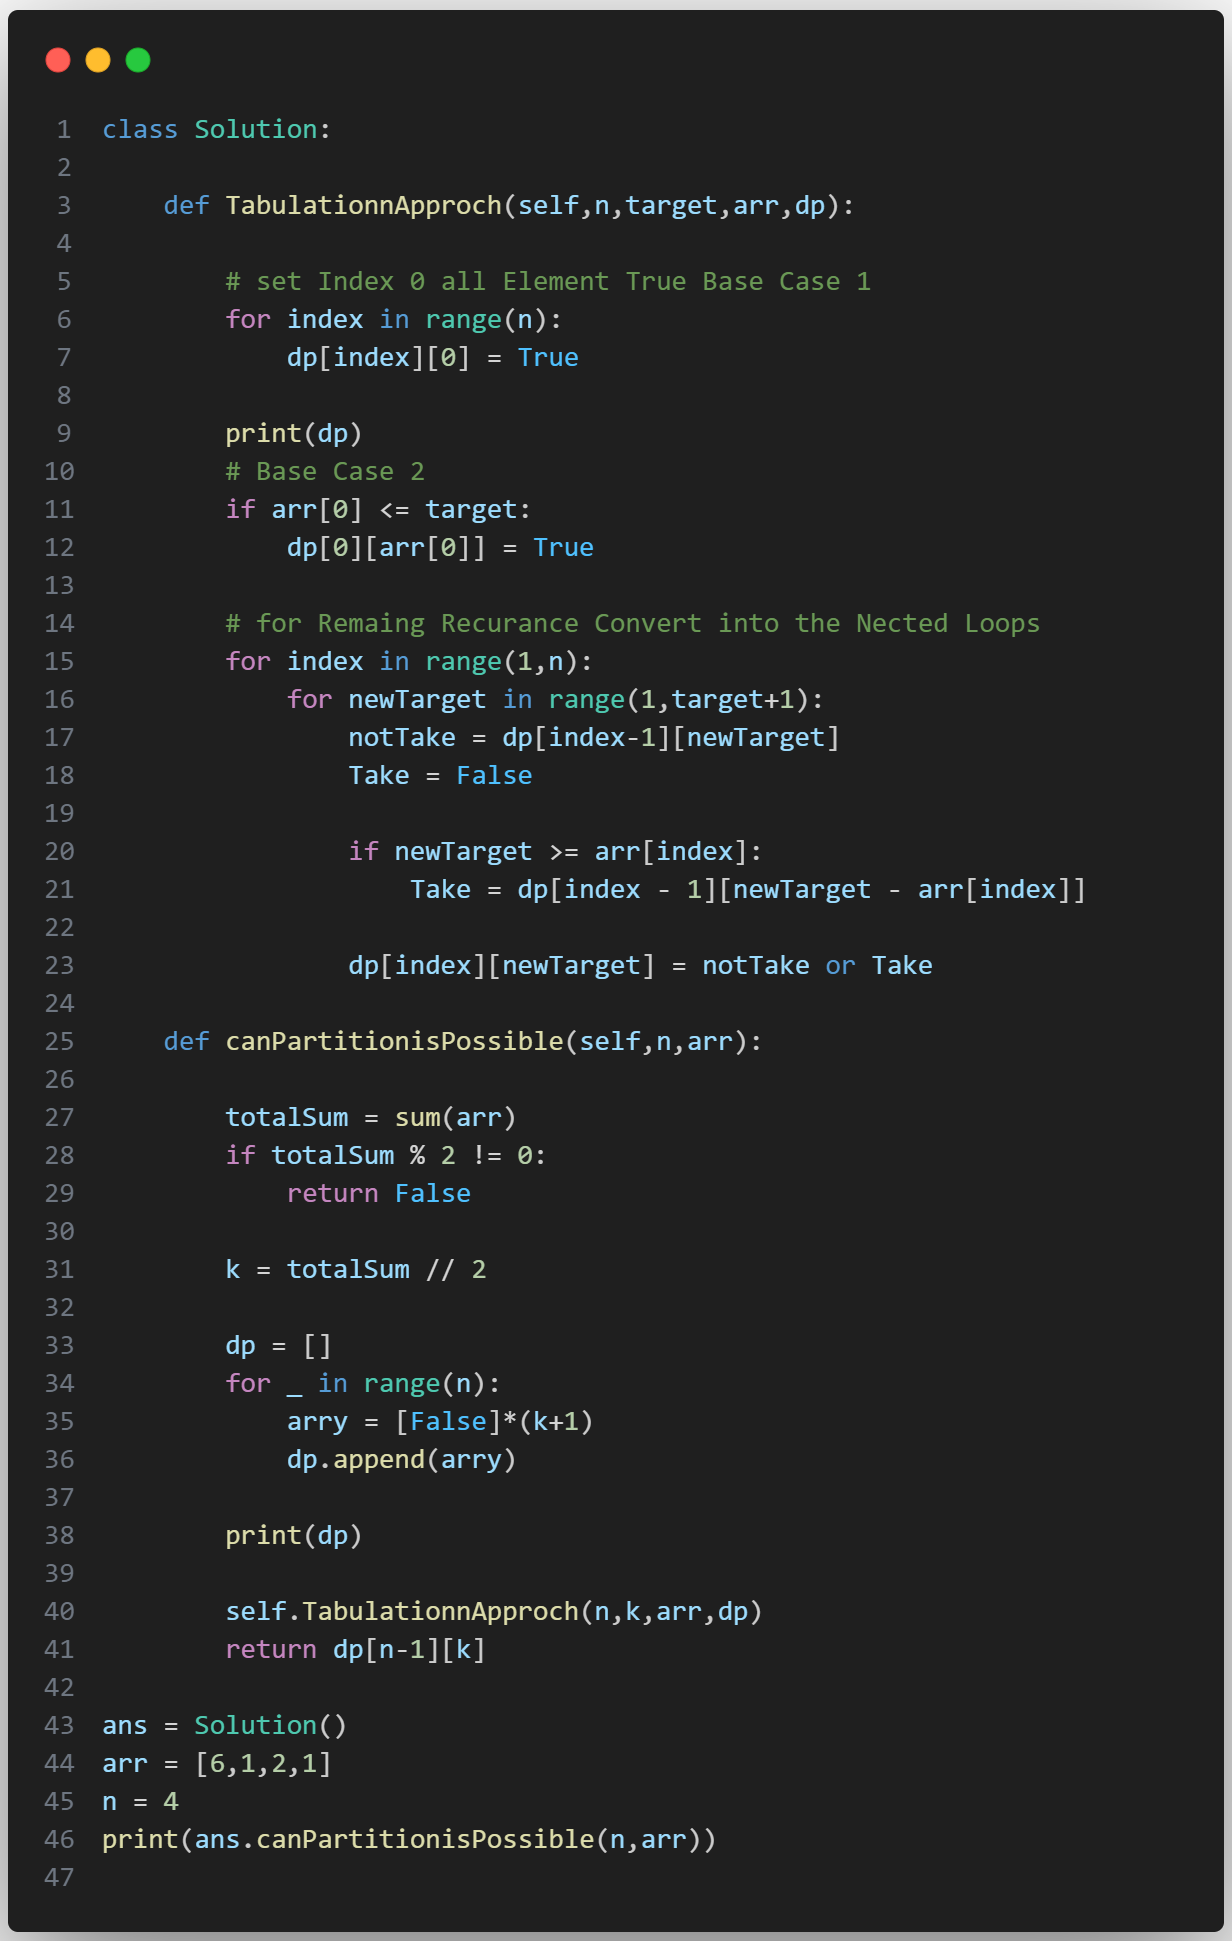 1 class Solution:
2
3     def TabulationnApproch(self,n,target,arr,dp):
4
5         # set Index 0 all Element True Base Case 1
6         for index in range(n):
7             dp[index][0] = True
8
9         print(dp)
10         # Base Case 2
11         if arr[0] <= target:
12             dp[0][arr[0]] = True
13
14         # for Remaing Recurance Convert into the Nected Loops
15         for index in range(1,n):
16             for newTarget in range(1,target+1):
17                 notTake = dp[index-1][newTarget]
18                 Take = False
19
20                 if newTarget >= arr[index]:
21                     Take = dp[index - 1][newTarget - arr[index]]
22
23                 dp[index][newTarget] = notTake or Take
24
25     def canPartitionisPossible(self,n,arr):
26
27         totalSum = sum(arr)
28         if totalSum % 2 != 0:
29             return False
30
31         k = totalSum // 2
32
33         dp = []
34         for _ in range(n):
35             arry = [False]*(k+1)
36             dp.append(arry)
37
38         print(dp)
39
40         self.TabulationnApproch(n,k,arr,dp)
41         return dp[n-1][k]
42
43 ans = Solution()
44 arr = [6,1,2,1]
45 n = 4
46 print(ans.canPartitionisPossible(n,arr))
47